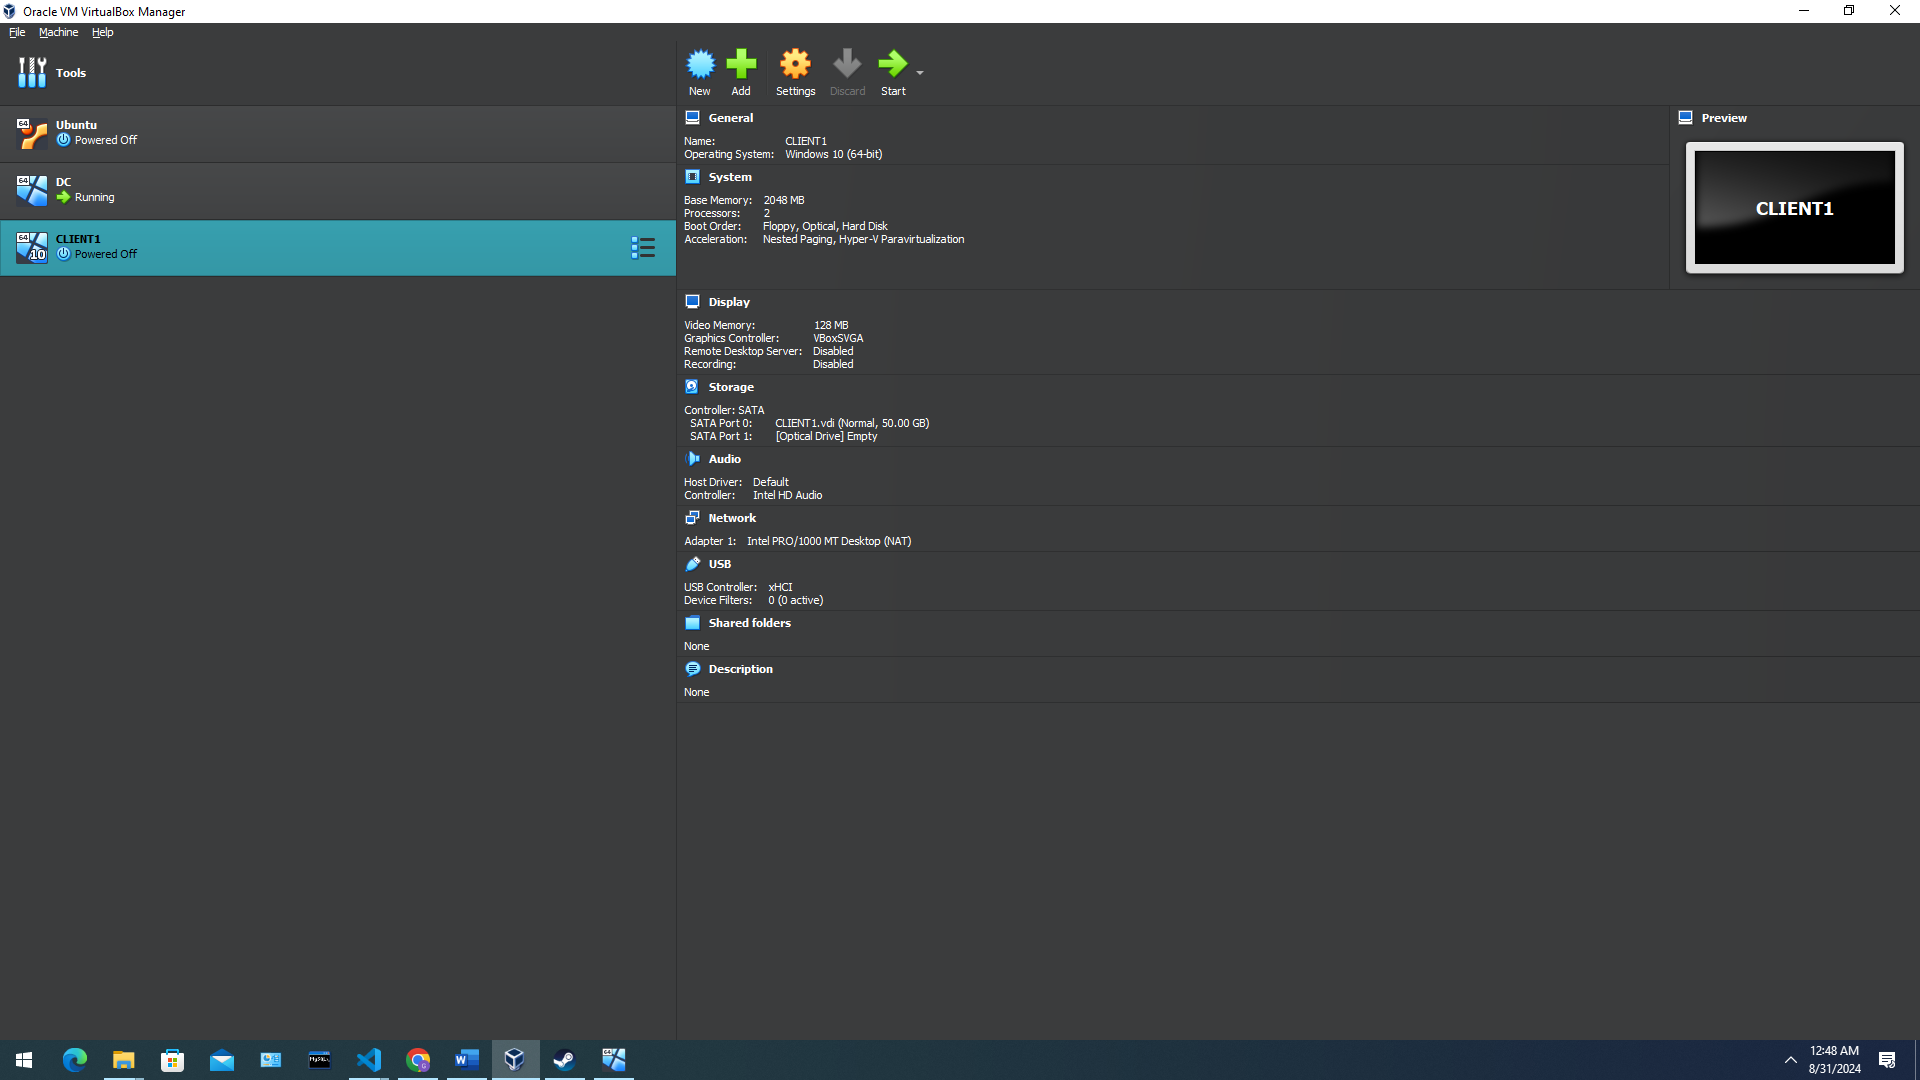 Oracle VM VirtualBox Manager
File Machine Help
Tools
New Add Settings Discard Start
64 Ubuntu
Powered Off
64 DC
Running
64 10 CLIENT1
Powered Off
General
Name: CLIENT1
Operating System: Windows 10 (64-bit)
System
Base Memory: 2048 MB
Processors: 2
Boot Order: Floppy, Optical, Hard Disk
Acceleration: Nested Paging, Hyper-V Paravirtualization
Preview
CLIENT1
Display
Video Memory: 128 MB
Graphics Controller: VBoxSVGA
Remote Desktop Server: Disabled
Recording: Disabled
Storage
Controller: SATA
SATA Port 0: CLIENT1.vdi (Normal, 50.00 GB)
SATA Port 1: [Optical Drive] Empty
Audio
Host Driver: Default
Controller: Intel HD Audio
Network
Adapter 1: Intel PRO/1000 MT Desktop (NAT)
USB
USB Controller: xHCI
Device Filters: 0 (0 active)
Shared folders
None
Description
None
12:48 AM
8/31/2024